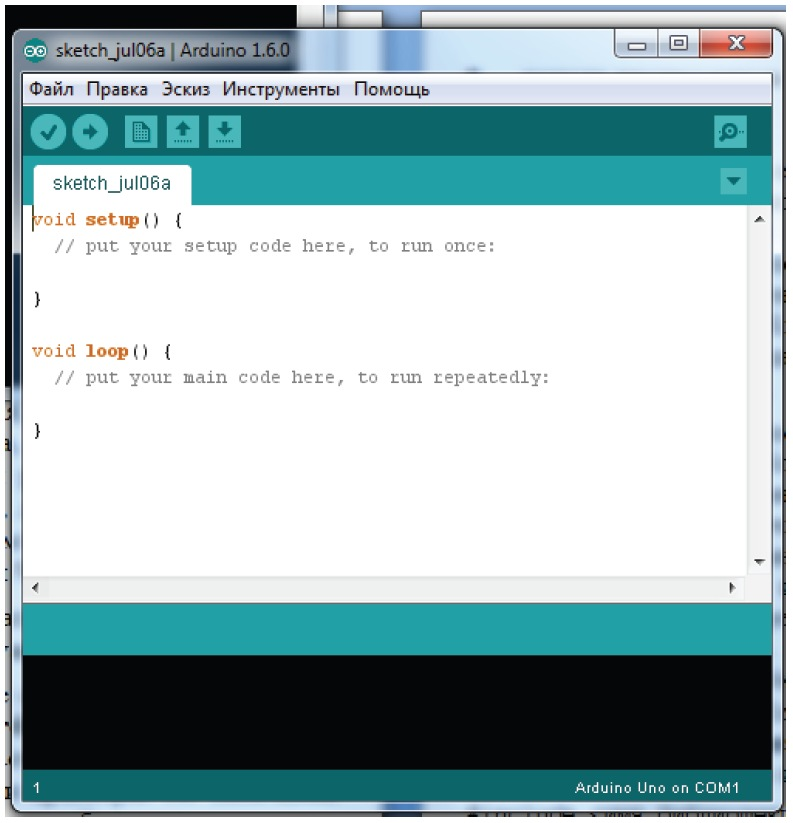 sketch_jul06a | Arduino 1.6.0
Файл Правка Эскиз Инструменты Помощь
sketch_jul06a
void setup() {
// put your setup code here, to run once:
}
void loop() {
// put your main code here, to run repeatedly:
}
1 Arduino Uno on COM1